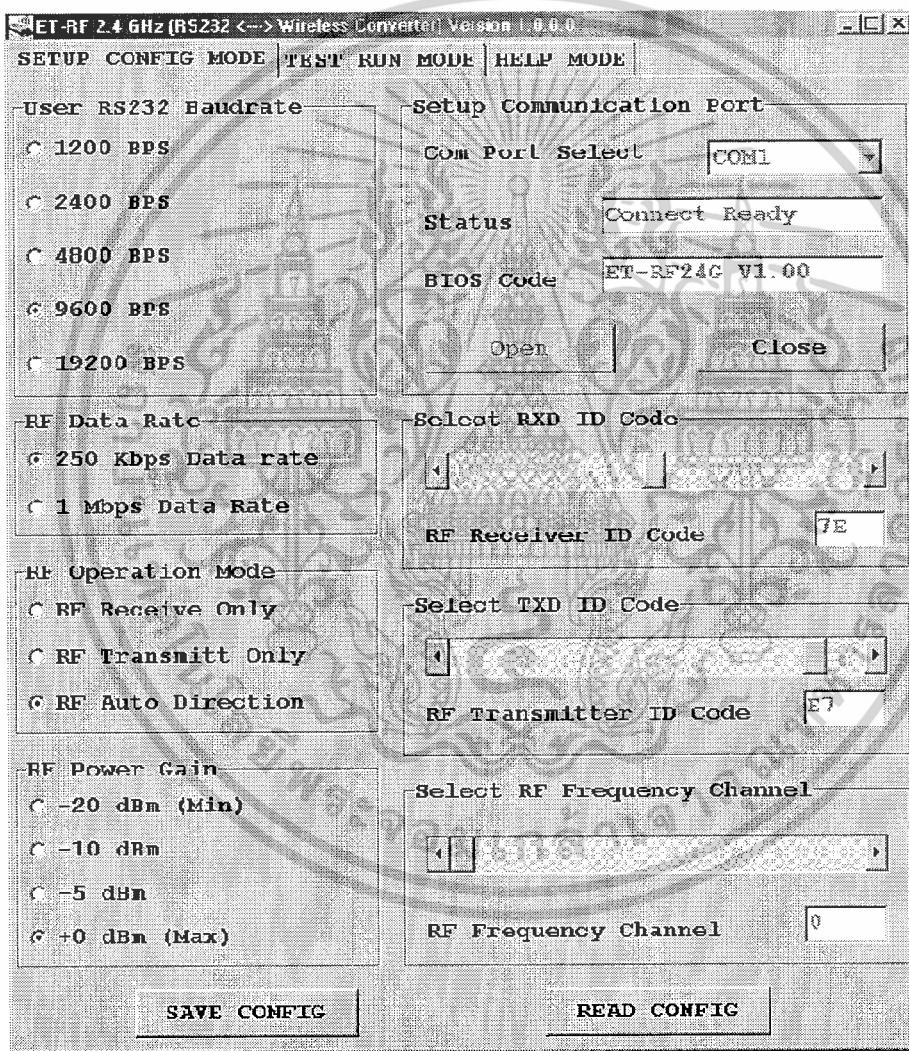 ET-RF 2.4 GHz (RS232 <--> Wireless Converter) Version 1.0.0.0
SETUP CONFIG MODE
TEST RUN MODE
HELP MODE
User RS232 Baudrate
1200 BPS
2400 BPS
4800 BPS
9600 BPS
19200 BPS
RF Data Rate
250 Kbps Data rate
1 Mbps Data Rate
RF Operation Mode
RF Receive Only
RF Transmitt Only
RF Auto Direction
RF Power Gain
-20 dBm (Min)
-10 dBm
-5 dBm
+0 dBm (Max)
SAVE CONFIG
Setup Communication Port
Com Port Select
COM1
Status
Connect Ready
BIOS Code
ET-RF24G V1.00
Open
Close
Select RXD ID Code
RF Receiver ID Code
7E
Select TXD ID Code
RF Transmitter ID Code
E7
Select RF Frequency Channel
RF Frequency Channel
0
READ CONFIG